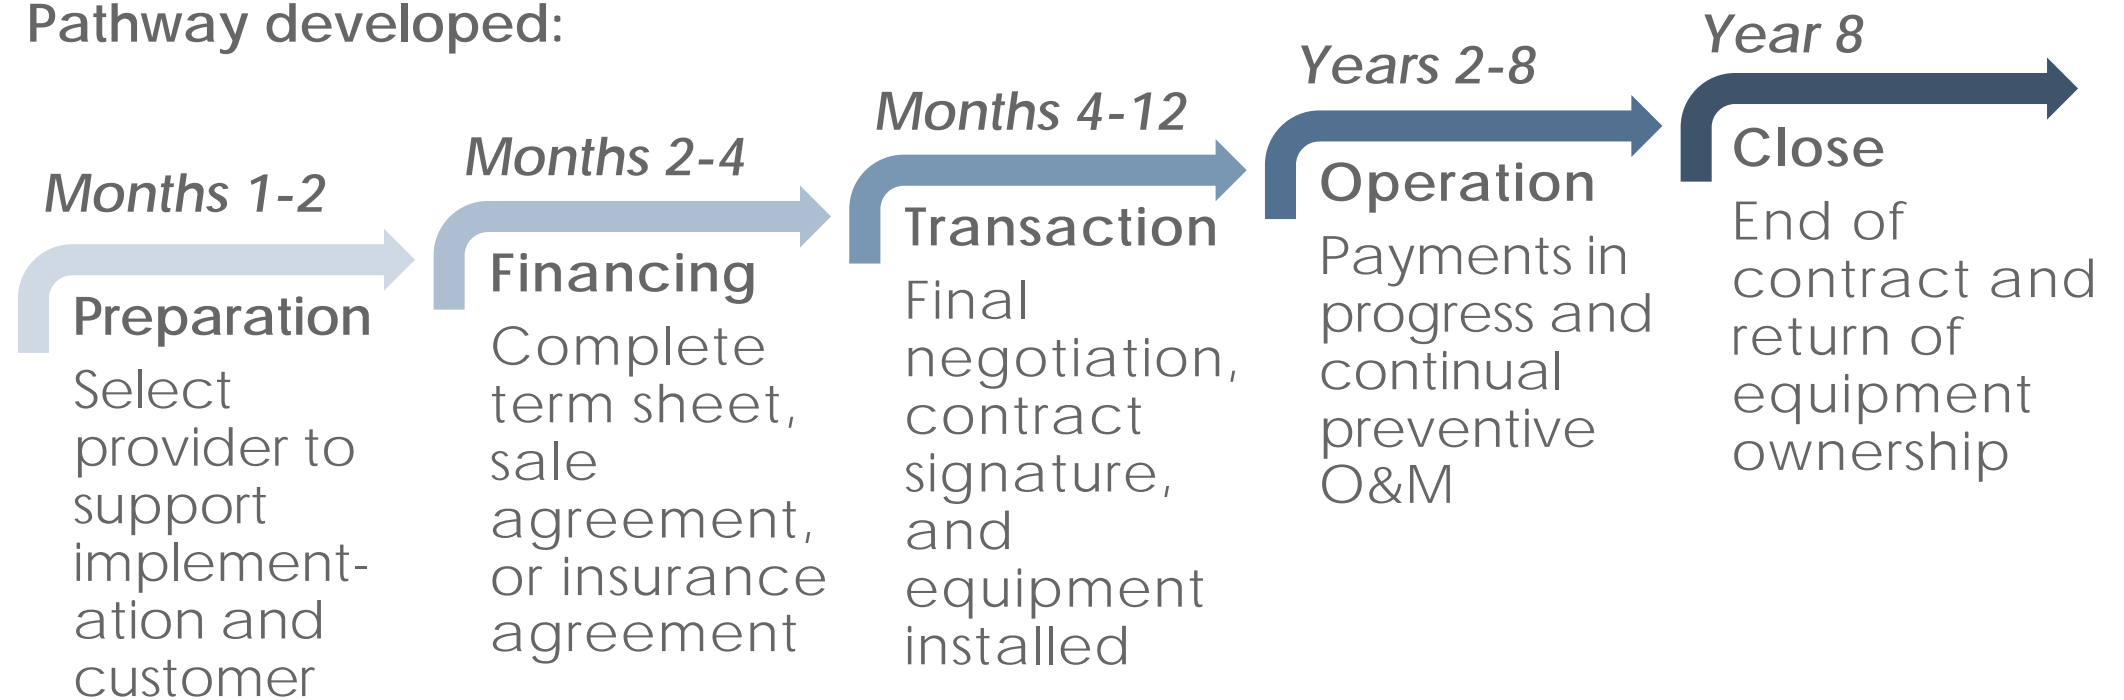 Pathway developed:
Months 1-2
Preparation
Select
provider to
support
implement-
ation and
customer
Months 2-4
Financing
Complete
term sheet,
sale
agreement,
or insurance
agreement
Months 4-12
Transaction
Final
negotiation,
contract
signature,
and
equipment
installed
Years 2-8
Operation
Payments in
progress and
continual
preventive
O&M
Year 8
Close
End of
contract and
return of
equipment
ownership